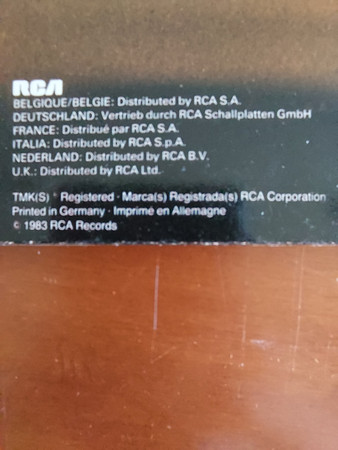 RCA
BELGIQUE/BELGIE: Distributed by RCA S.A.
DEUTSCHLAND: Vertrieb durch RCA Schallplatten GmbH
FRANCE: Distribué par RCA S.A.
ITALIA: Distributed by RCA S.p.A.
NEDERLAND: Distributed by RCA B.V.
U.K.: Distributed by RCA Ltd.
TMK(S) ® Registered · Marca(s) Registrada(s) RCA Corporation
Printed in Germany · Imprimé en Allemagne
© 1983 RCA Records